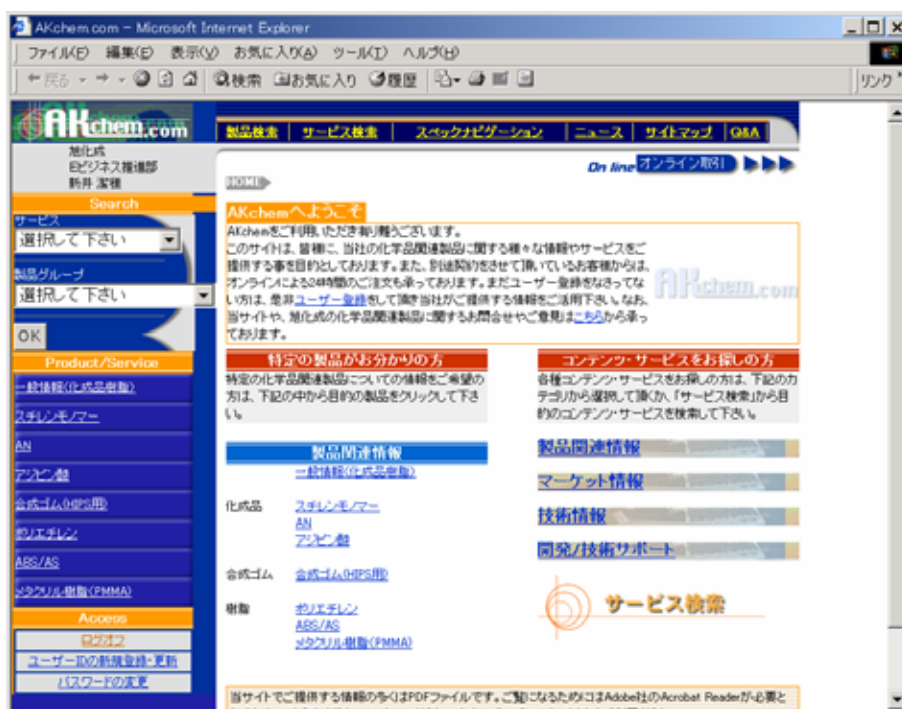 AKchem.com - Microsoft Internet Explorer
ファイル(F) 編集(E) 表示(V) お気に入り(A) ツール(T) ヘルプ(H)
戻る 検索 お気に入り 履歴 リンク
AKchem.com
製品検索 サービス検索 スペックナビゲーション ニュース サイトマップ Q&A
旭化成
Eビジネス推進部
新井 潔種
On line オンライン取引
HOME
Search
サービス
選択して下さい
製品グループ
選択して下さい
OK
Product/Service
一般情報(化成品樹脂)
スチレンモノマー
AN
アジピン酸
合成ゴム(HIPS用)
ポリエチレン
ABS/AS
メタクリル樹脂(PMMA)
Access
ログオフ
ユーザーIDの新規登録・更新
パスワードの変更
AKchemへようこそ
AKchemをご利用いただき有り難うございます。
このサイトは、皆様に、当社の化学品関連製品に関する種々な情報やサービスをご
提供する事を目的としております。また、別途契約をさせて頂いているお客様からは、
オンラインによる24時間のご注文も承っております。まだユーザー登録をなさってな
い方は、是非ユーザー登録をして頂き当社がご提供する情報をご活用下さい。なお、
当サイトや、旭化成の化学品関連製品に関するお問合せやご意見はこちらから承っ
ております。
AKchem.com
特定の製品がお分かりの方
特定の化学品関連製品についての情報をご希望の
方は、下記の中から目的の製品をクリックして下さ
い。
製品関連情報
一般情報(化成品樹脂)
化成品 スチレンモノマー
AN
アジピン酸
合成ゴム 合成ゴム(HIPS用)
樹脂 ポリエチレン
ABS/AS
メタクリル樹脂(PMMA)
コンテンツ・サービスをお探しの方
各種コンテンツ・サービスをお探しの方は、下記のカ
テゴリから選択して頂くか、「サービス検索」から目
的のコンテンツ・サービスを検索して下さい。
製品関連情報
マーケット情報
技術情報
開発/技術サポート
サービス検索
当サイトでご提供する情報の多くはPDFファイルです。ご覧になるためにはAdobe社のAcrobat Readerが必要と